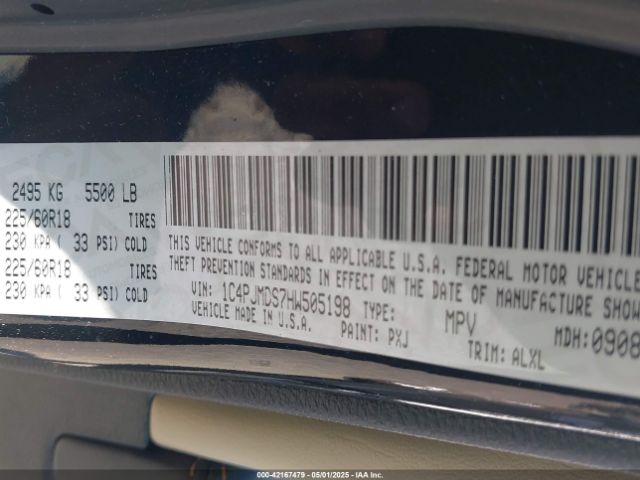 2495 KG 5500 LB
225/60R18 TIRES
230 KPA ( 33 PSI) COLD
225/60R18 TIRES
230 KPA ( 33 PSI) COLD
THIS VEHICLE CONFORMS TO ALL APPLICABLE U.S.A. FEDERAL MOTOR VEHICLE
THEFT PREVENTION STANDARDS IN EFFECT ON THE DATE OF MANUFACTURE SHOW
VIN: 1C4PJMDS7HW505198 TYPE: MPV MDH:0908
VEHICLE MADE IN U.S.A. PAINT: PXJ TRIM: ALXL
000-42167479 - 05/01/2025 - IAA Inc.